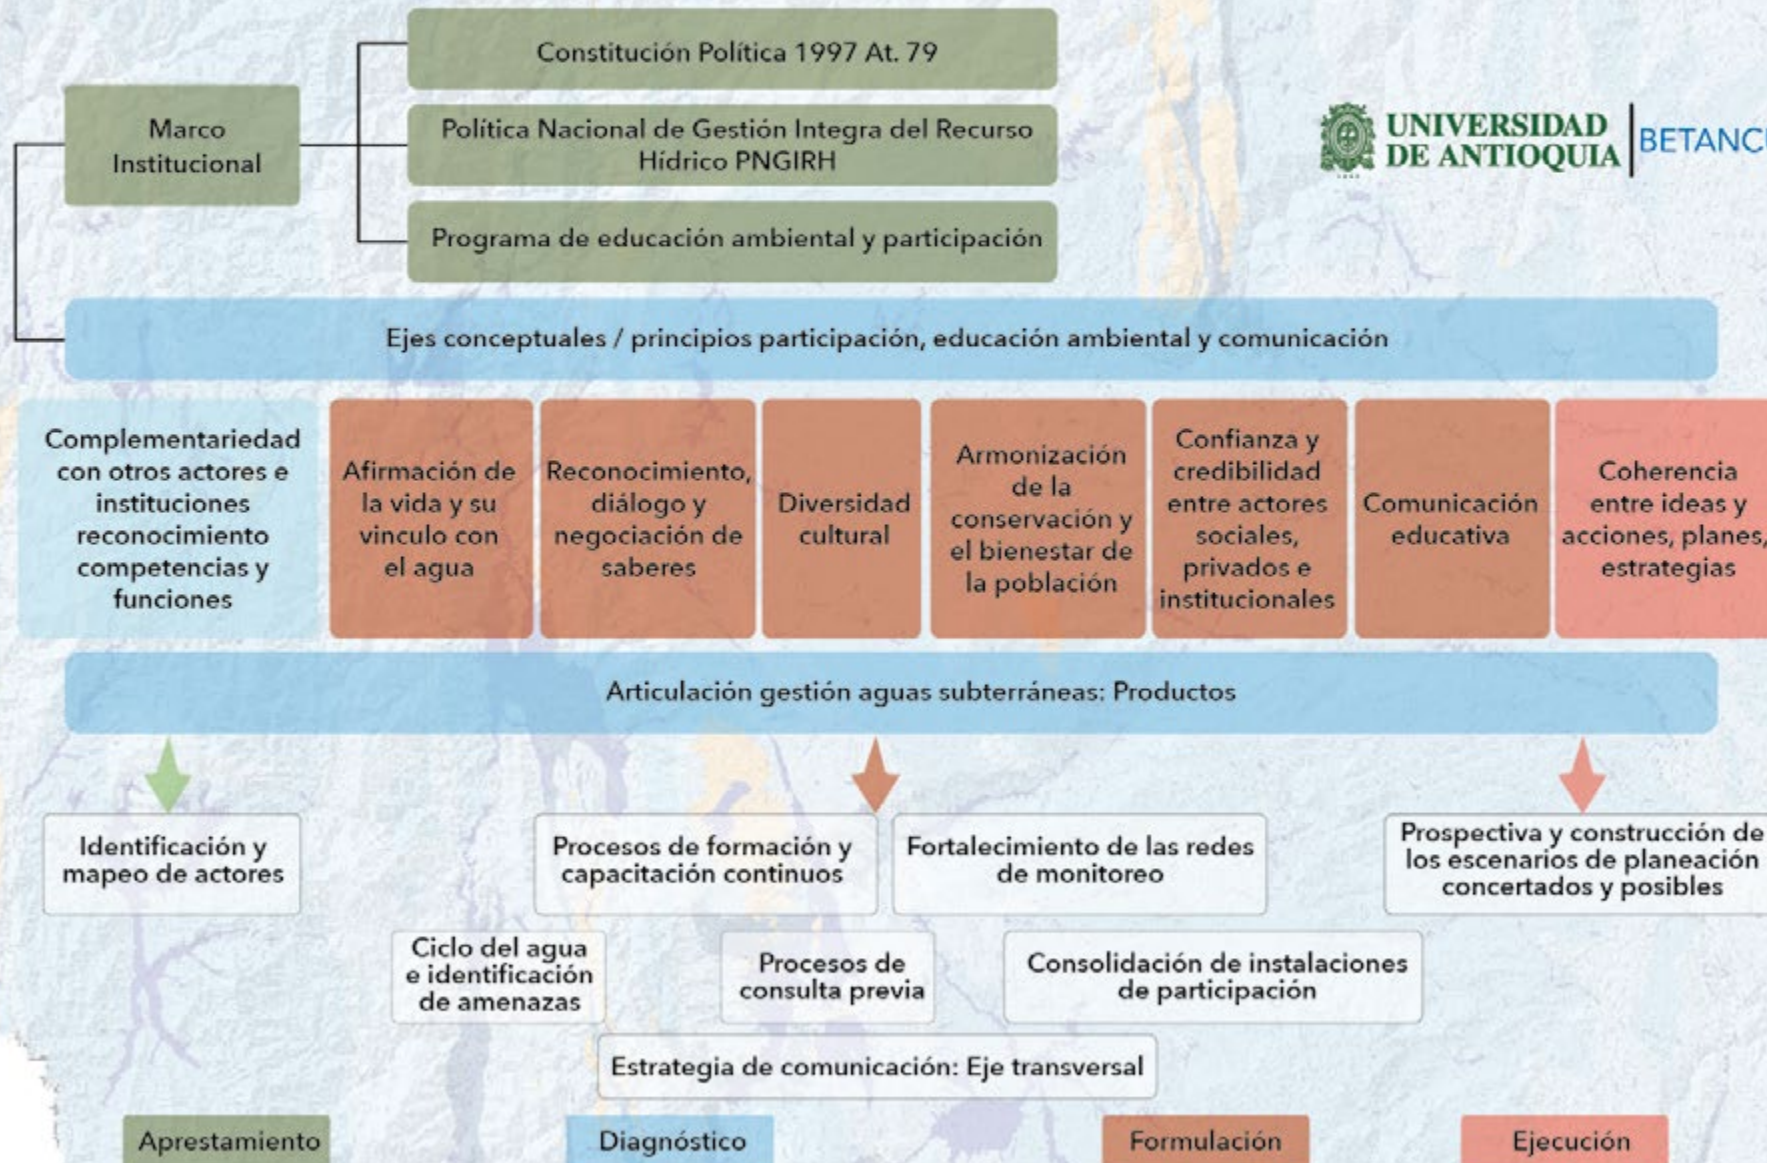 Constitución Política 1997 At. 79
Marco
Institucional
Política Nacional de Gestión Integra del Recurso
Hídrico PNGIRH
Programa de educación ambiental y participación
UNIVERSIDAD
DE ANTIOQUIA
1803
Ejes conceptuales / principios participación, educación ambiental y comunicación
Complementariedad
con otros actores e
instituciones
reconocimiento
competencias y
funciones
Afirmación de
la vida y su
vinculo con
el agua
Reconocimiento,
diálogo y
negociación de
saberes
Diversidad
cultural
Armonización
de la
conservación y
el bienestar de
la población
Confianza y
credibilidad
entre actores
sociales,
privados e
institucionales
Comunicación
educativa
Coherencia
entre ideas y
acciones, planes,
estrategias
Articulación gestión aguas subterráneas: Productos
Identificación y
mapeo de actores
Procesos de formación y
capacitación continuos
Fortalecimiento de las redes
de monitoreo
Prospectiva y construcción de
los escenarios de planeación
concertados y posibles
Ciclo del agua
e identificación
de amenazas
Procesos de
consulta previa
Consolidación de instalaciones
de participación
Estrategia de comunicación: Eje transversal
Aprestamiento
Diagnóstico
Formulación
Ejecución